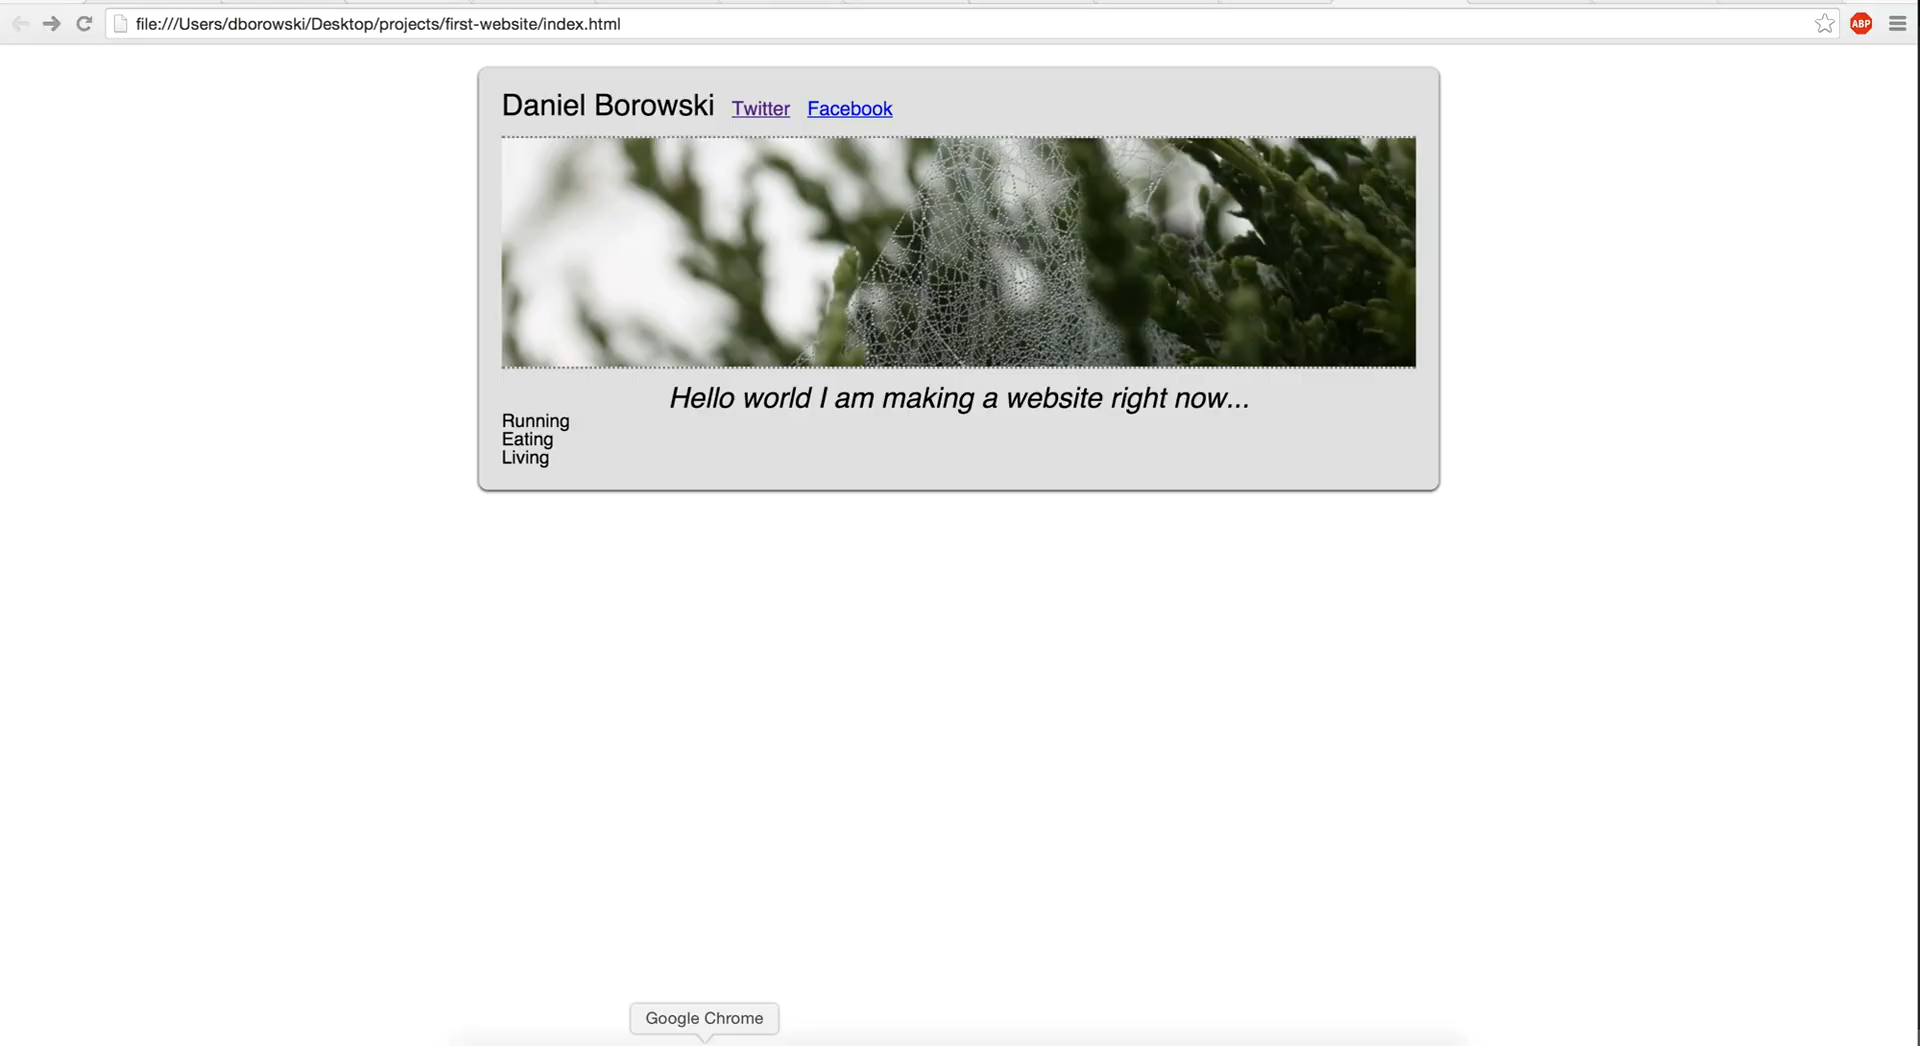 file:///Users/dborowski/Desktop/projects/first-website/index.html
ABP
Daniel Borowski Twitter Facebook
Hello world I am making a website right now...
Running
Eating
Living
Google Chrome